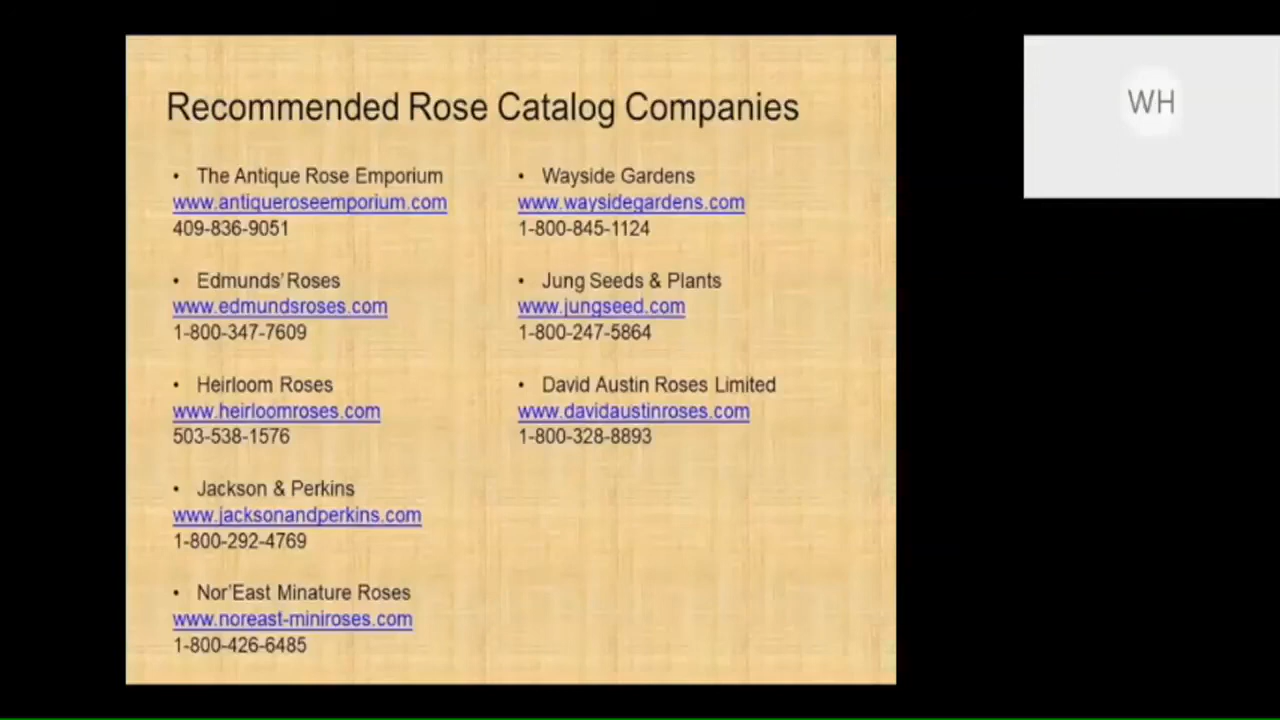 Recommended Rose Catalog Companies
• The Antique Rose Emporium
www.antiqueroseemporium.com
409-836-9051
• Edmunds' Roses
www.edmundsroses.com
1-800-347-7609
• Heirloom Roses
www.heirloomroses.com
503-538-1576
• Jackson & Perkins
www.jacksonandperkins.com
1-800-292-4769
• Nor'East Minature Roses
www.noreast-miniroses.com
1-800-426-6485
• Wayside Gardens
www.waysidegardens.com
1-800-845-1124
• Jung Seeds & Plants
www.jungseed.com
1-800-247-5864
• David Austin Roses Limited
www.davidaustinroses.com
1-800-328-8893
WH